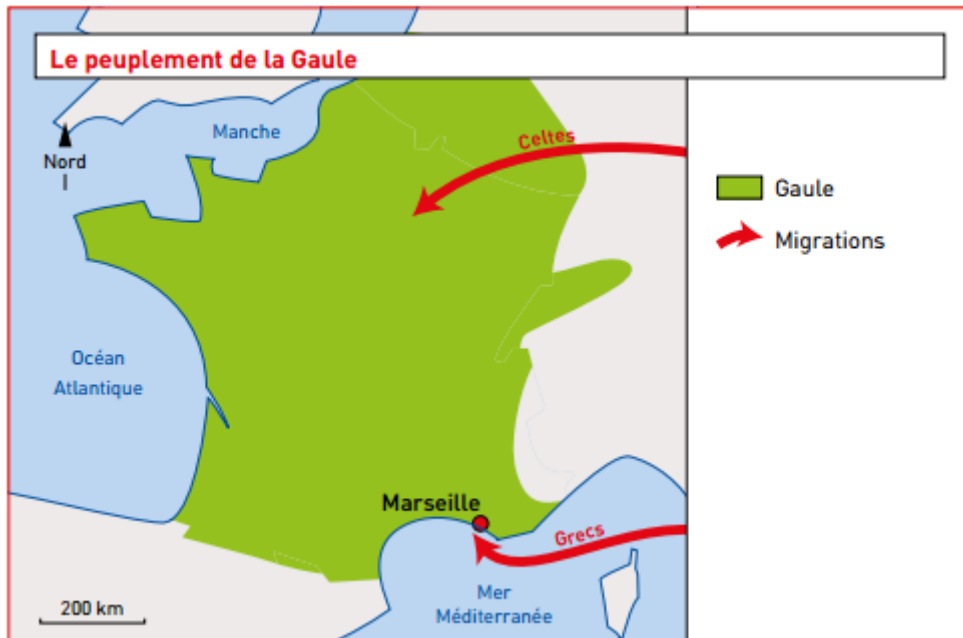 Le peuplement de la Gaule
Manche
Celtes
Nord
Gaule
Migrations
Océan
Atlantique
Marseille
Grecs
Mer
Méditerranée
200 km